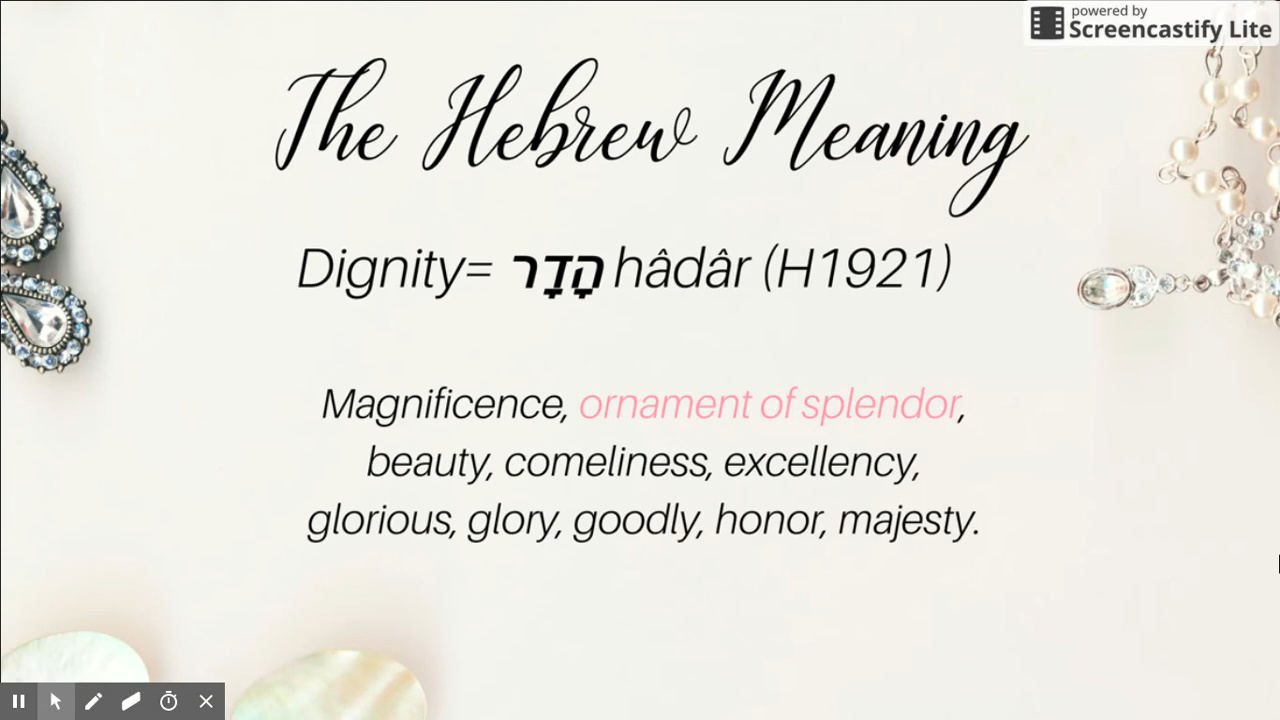 powered by
Screencastify Lite
The Hebrew Meaning
Dignity= הָדָר hâdâr (H1921)
Magnificence, ornament of splendor,
beauty, comeliness, excellency,
glorious, glory, goodly, honor, majesty.